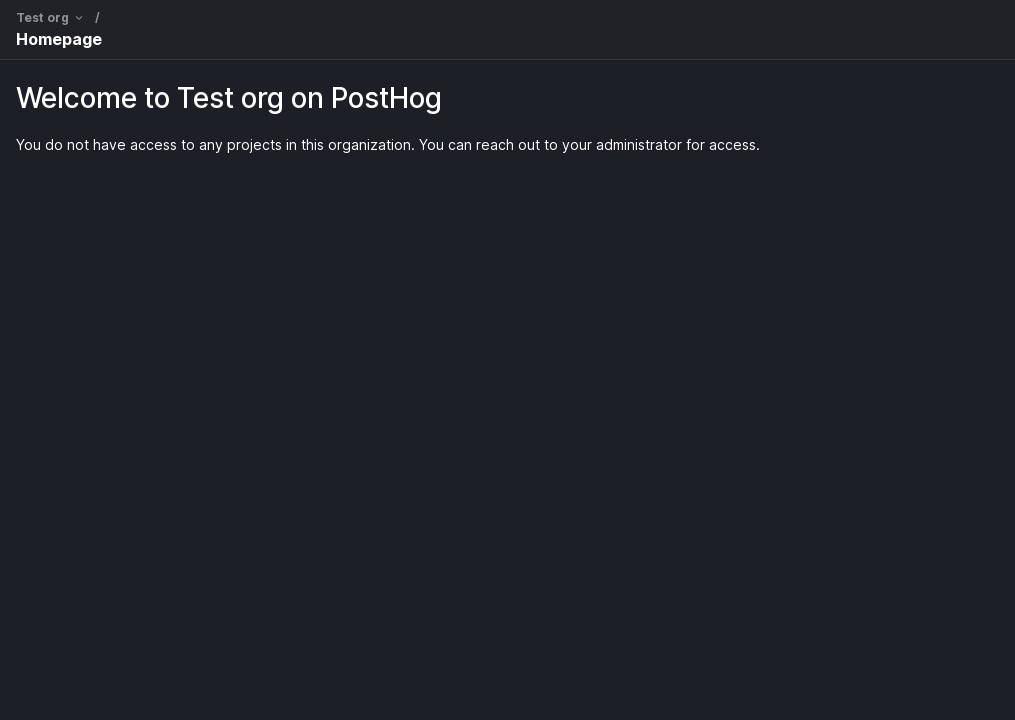 Test org /
Homepage
Welcome to Test org on PostHog
You do not have access to any projects in this organization. You can reach out to your administrator for access.